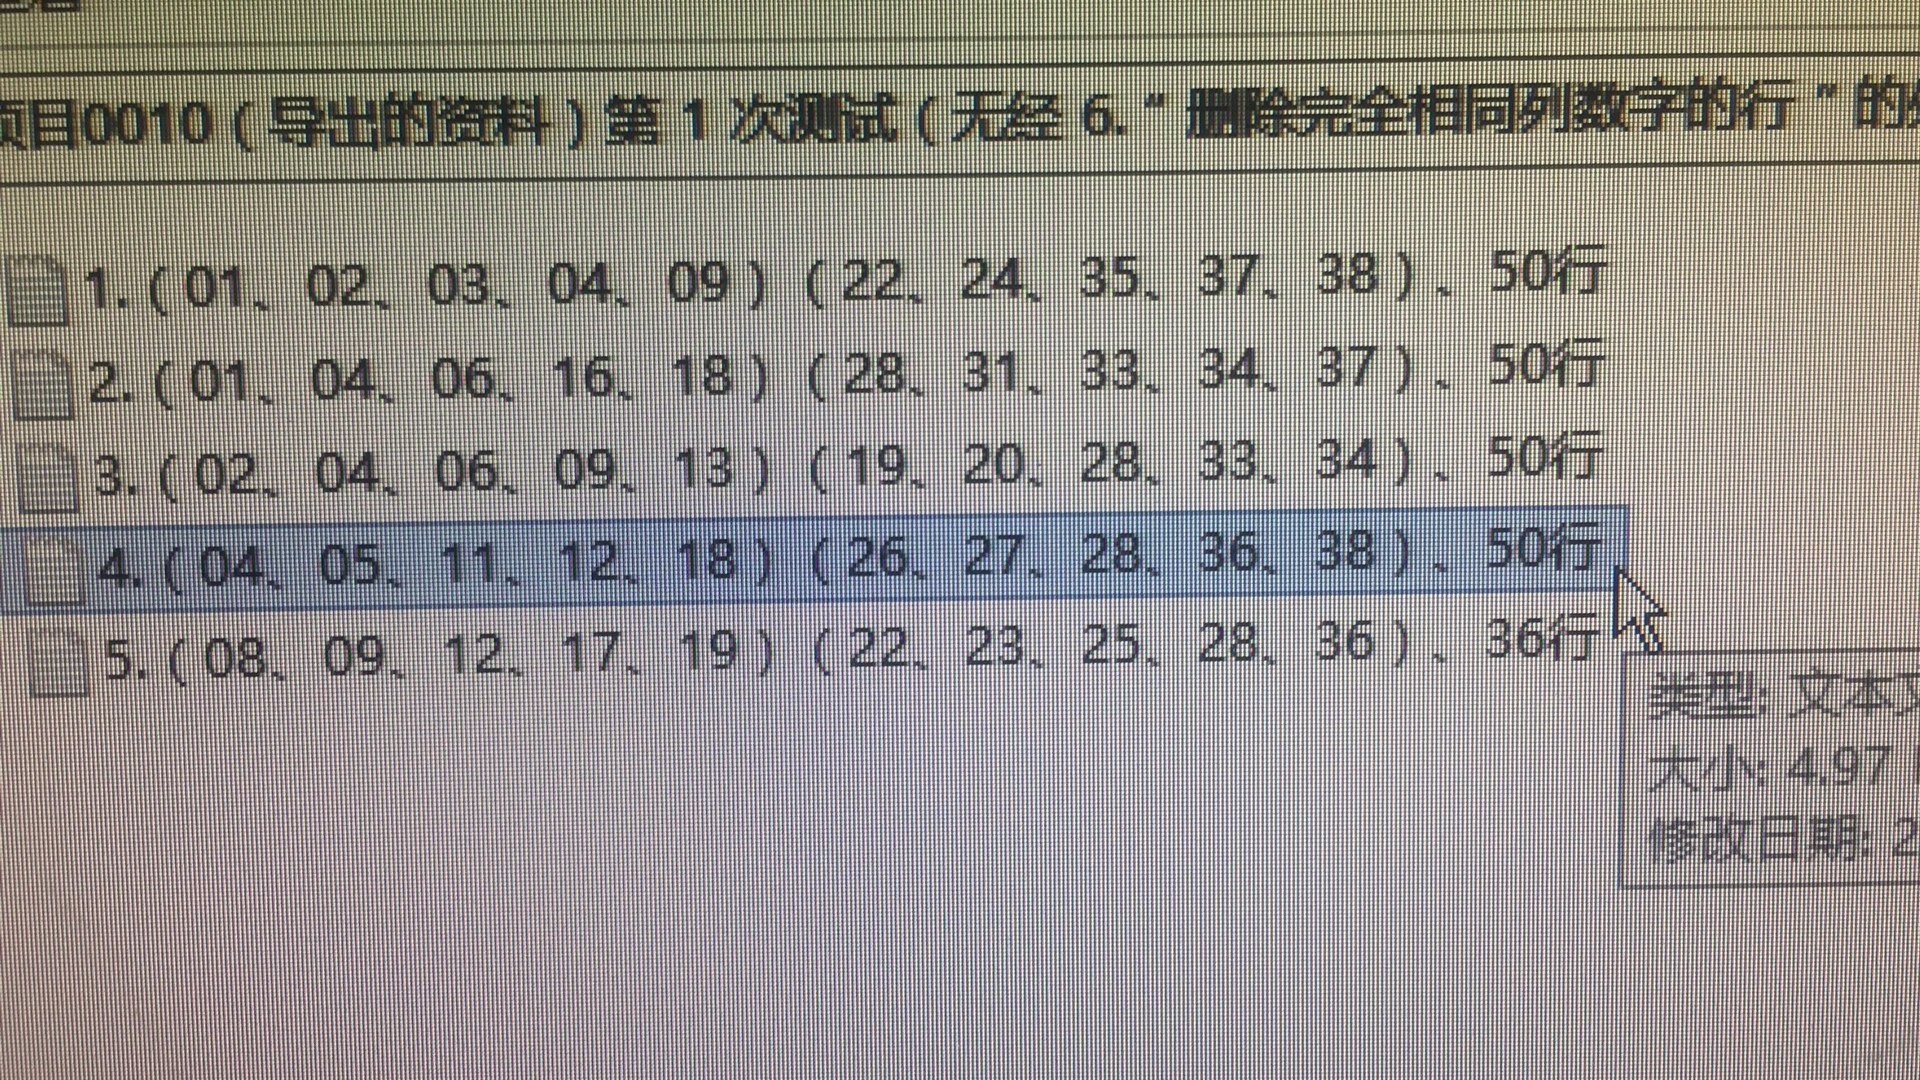 项目0010（导出的资料）第 1 次测试（无经 6.“ 删除完全相同列数字的行 ”的
1.（01、02、03、04、09）（22、24、35、37、38）、50行
2.（01、04、06、16、18）（28、31、33、34、37）、50行
3.（02、04、06、09、13）（19、20、28、33、34）、50行
4.（04、05、11、12、18）（26、27、28、36、38）、50行
5.（08、09、12、17、19）（22、23、25、28、36）、36行
类型: 文本文
大小: 4.97
修改日期: 2